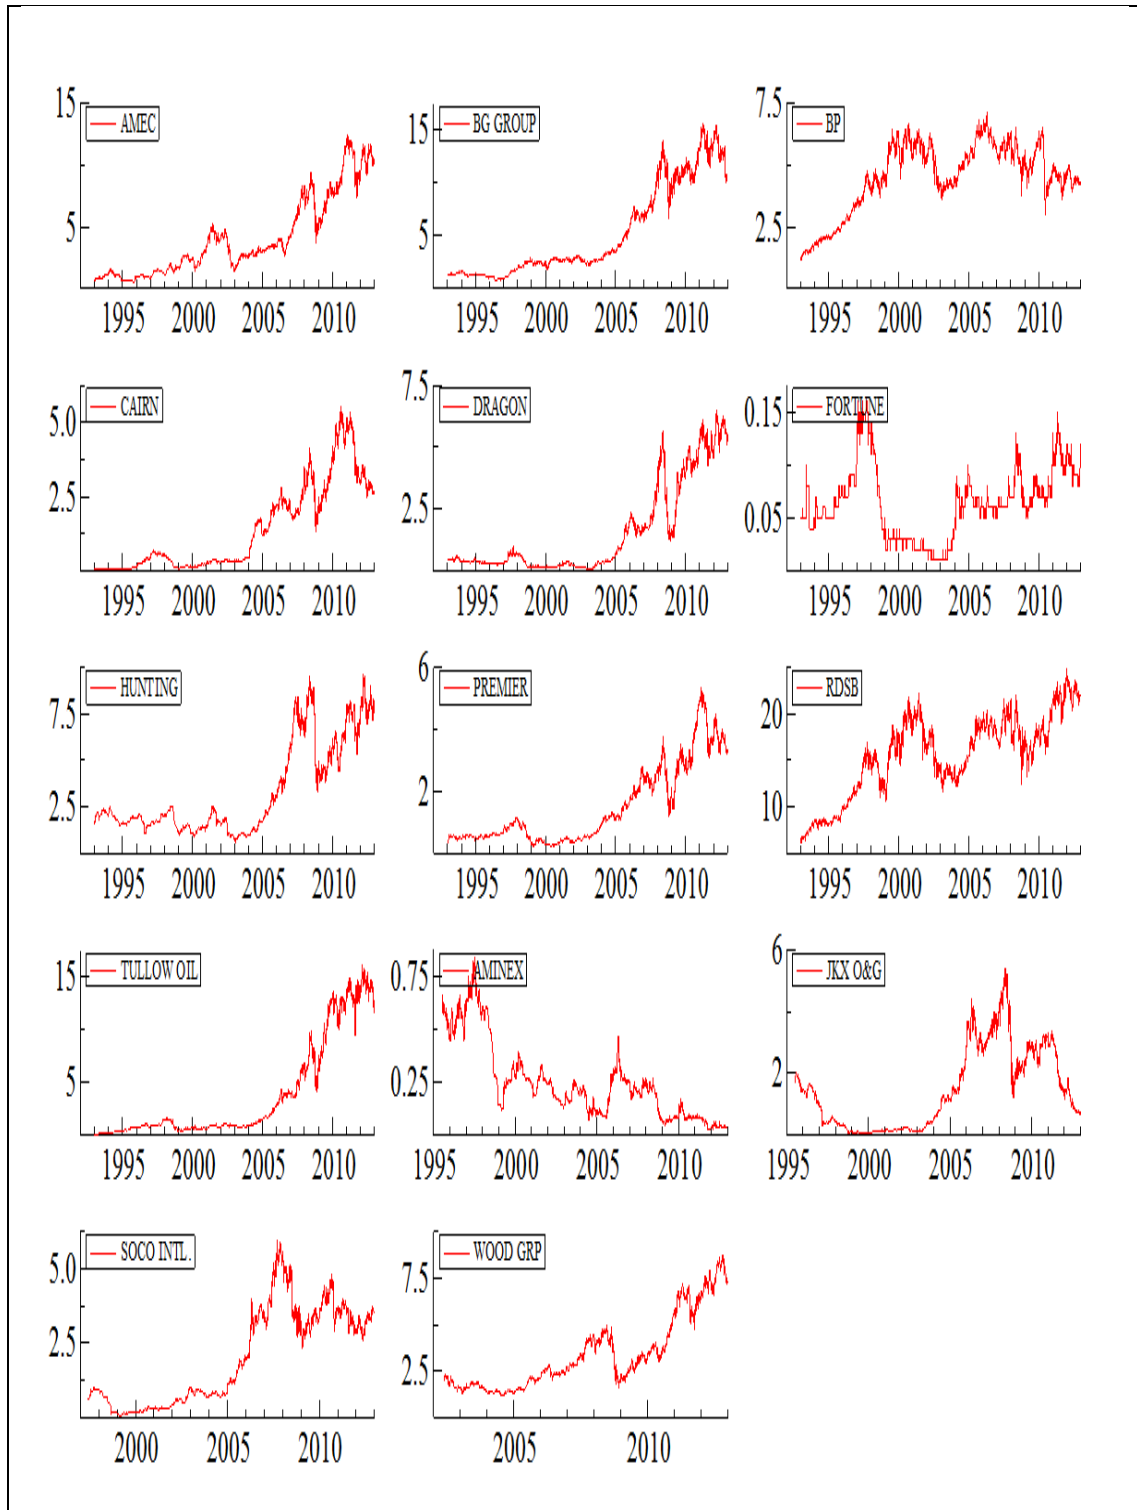 15
AMEC
5
1995 2000 2005 2010
15
BG GROUP
5
1995 2000 2005 2010
7.5
BP
2.5
1995 2000 2005 2010
5.0
CAIRN
2.5
1995 2000 2005 2010
7.5
DRAGON
2.5
1995 2000 2005 2010
0.15
FORTUNE
0.05
1995 2000 2005 2010
HUNTING
7.5
2.5
1995 2000 2005 2010
6
PREMIER
2
1995 2000 2005 2010
RDSB
20
10
1995 2000 2005 2010
TULLOW OIL
15
5
1995 2000 2005 2010
AMINEX
0.75
0.25
1995 2000 2005 2010
6
JKX O&G
2
1995 2000 2005 2010
SOCO INTL.
5.0
2.5
2000 2005 2010
WOOD GRP
7.5
2.5
2005 2010